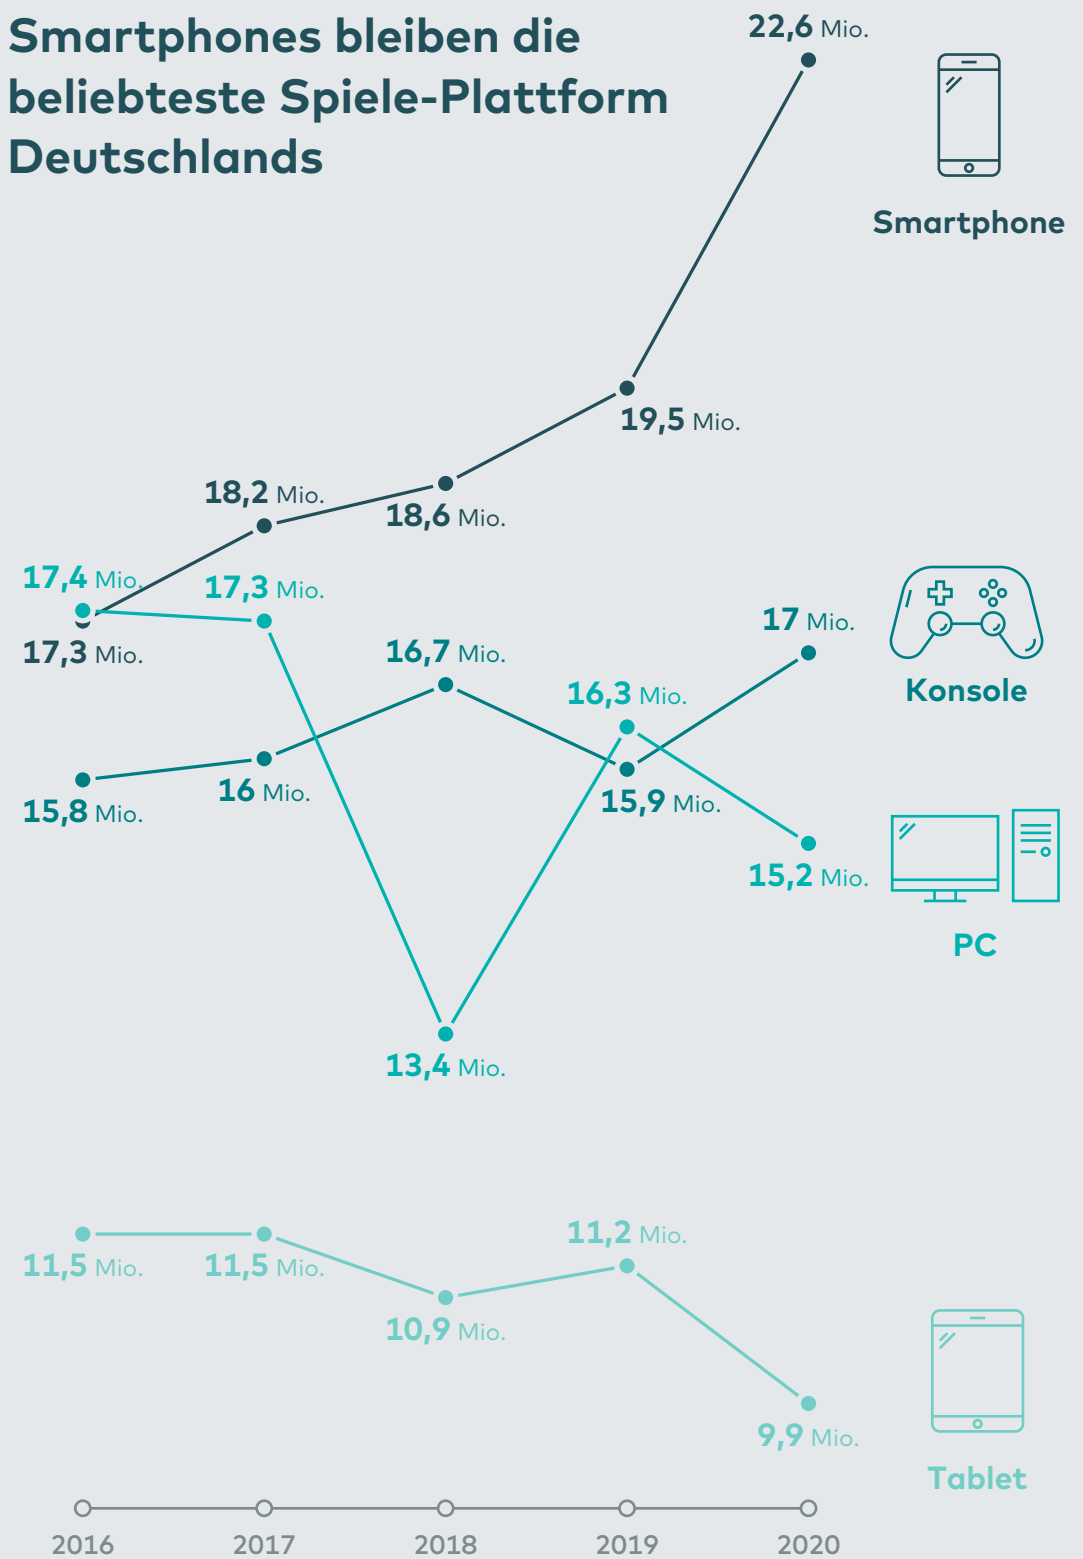 Smartphones bleiben die
beliebteste Spiele-Plattform
Deutschlands
22,6 Mio.
Smartphone
19,5 Mio.
18,2 Mio.
18,6 Mio.
17,4 Mio.
17,3 Mio.
17,3 Mio.
16,7 Mio.
17 Mio.
Konsole
16,3 Mio.
15,8 Mio.
16 Mio.
15,9 Mio.
15,2 Mio.
PC
13,4 Mio.
11,5 Mio.
11,5 Mio.
10,9 Mio.
11,2 Mio.
9,9 Mio.
Tablet
2016 2017 2018 2019 2020